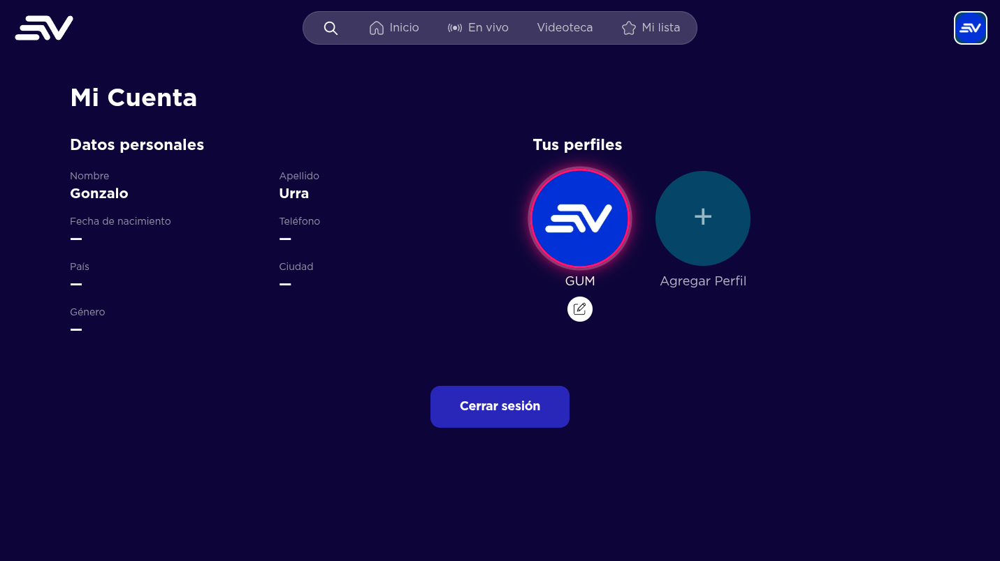 Inicio
En vivo
Videoteca
Mi lista
Mi Cuenta
Datos personales
Nombre
Gonzalo
Apellido
Urra
Fecha de nacimiento
—
Teléfono
—
País
—
Ciudad
—
Género
—
Tus perfiles
GUM
+
Agregar Perfil
Cerrar sesión